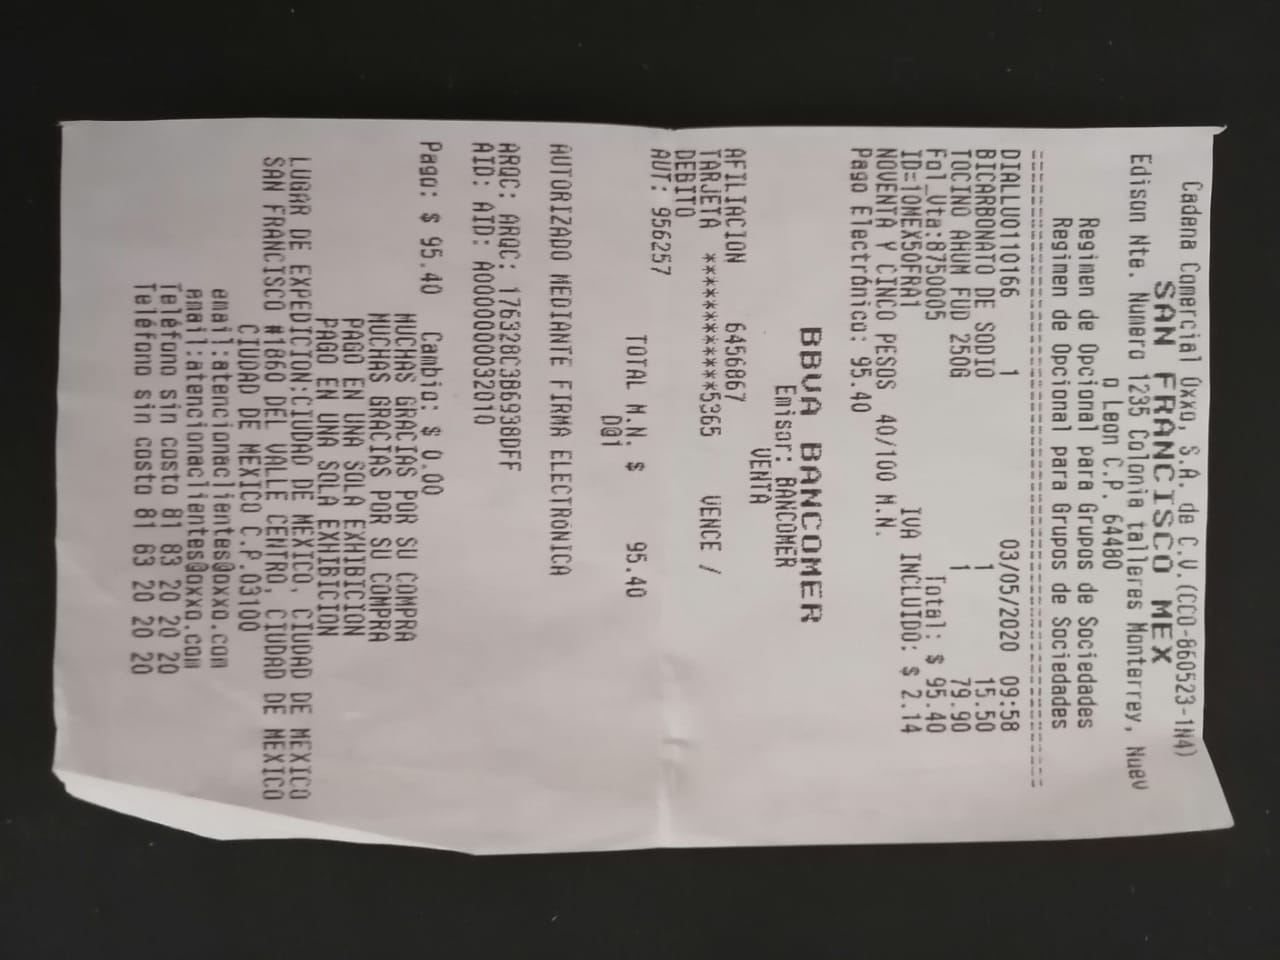 Cadena Comercial Oxxo, S.A. de C.V.(CCO-860523-1N4)
SAN FRANCISCO MEX
Edison Nte. Numero 1235 Colonia talleres Monterrey, Nuev
o Leon C.P. 64480
Regimen de Opcional para Grupos de Sociedades
Regimen de Opcional para Grupos de Sociedades
--------------------------------------------------
DIALLU0110166 1 03/05/2020 09:58
BICARBONATO DE SODIO 1 15.50
TOCINO AHUM FUD 250G 1 79.90
Fol_Vta:8750005 Total: $ 95.40
ID=10MEX50FRA1 IVA INCLUIDO: $ 2.14
NOVENTA Y CINCO PESOS 40/100 M.N.
Pago Electrónico: 95.40
BBVA BANCOMER
Emisor: BANCOMER
VENTA
AFILIACION 6456867
TARJETA ************5365 VENCE /
DEBITO
AUT: 956257
TOTAL M.N. $ 95.40
D@1
AUTORIZADO MEDIANTE FIRMA ELECTRÓNICA
ARQC: ARQC: 176328C3B6938DFF
AID: AID: A0000000032010
Pago: $ 95.40 Cambio: $ 0.00
MUCHAS GRACIAS POR SU COMPRA
MUCHAS GRACIAS POR SU COMPRA
PAGO EN UNA SOLA EXHIBICION
PAGO EN UNA SOLA EXHIBICION
LUGAR DE EXPEDICION:CIUDAD DE MEXICO, CIUDAD DE MEXICO
SAN FRANCISCO #1860 DEL VALLE CENTRO, CIUDAD DE MEXICO
CIUDAD DE MEXICO C.P.03100
email:atencionaclientes@oxxo.com
email:atencionaclientes@oxxo.com
Teléfono sin costo 81 83 20 20 20
Teléfono sin costo 81 83 20 20 20